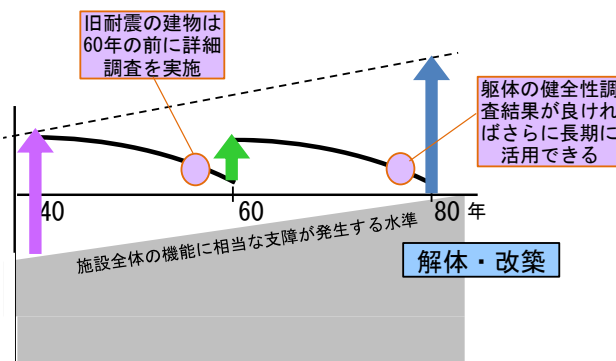 旧耐震の建物は
60年の前に詳細
調査を実施
躯体の健全性調
査結果が良けれ
ばさらに長期に
活用できる
40
60
80 年
施設全体の機能に相当な支障が発生する水準
解体・改築